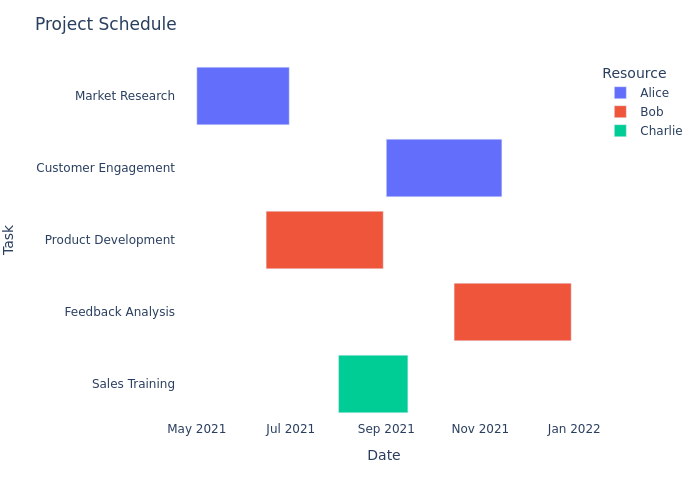 Project Schedule
Resource
Alice
Bob
Charlie
Task
Market Research
Customer Engagement
Product Development
Feedback Analysis
Sales Training
May 2021
Jul 2021
Sep 2021
Nov 2021
Jan 2022
Date